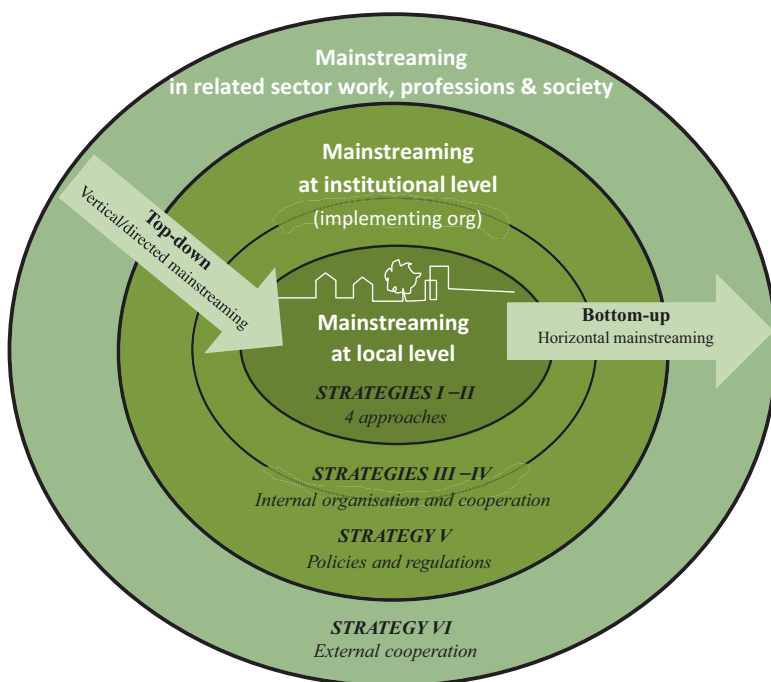 Mainstreaming
in related sector work, professions & society
Mainstreaming
at institutional level
(implementing org)
Top-down
Vertical/directed mainstreaming
Mainstreaming
at local level
Bottom-up
Horizontal mainstreaming
STRATEGIES I –II
4 approaches
STRATEGIES III –IV
Internal organisation and cooperation
STRATEGY V
Policies and regulations
STRATEGY VI
External cooperation